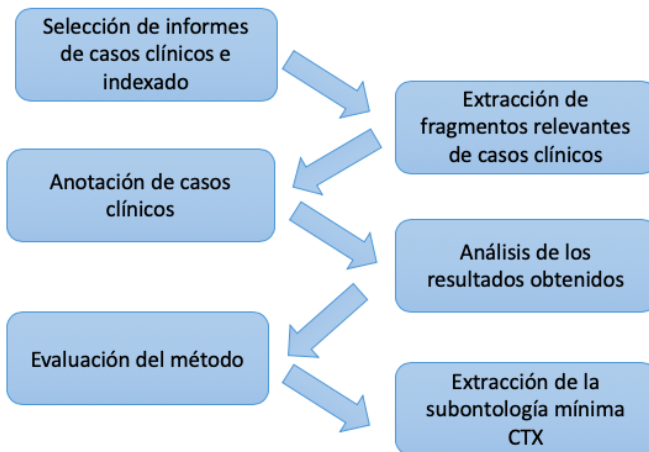 Selección de informes
de casos clínicos e
indexado
Extracción de
fragmentos relevantes
de casos clínicos
Anotación de casos
clínicos
Análisis de los
resultados obtenidos
Evaluación del método
Extracción de la
subontología mínima
CTX